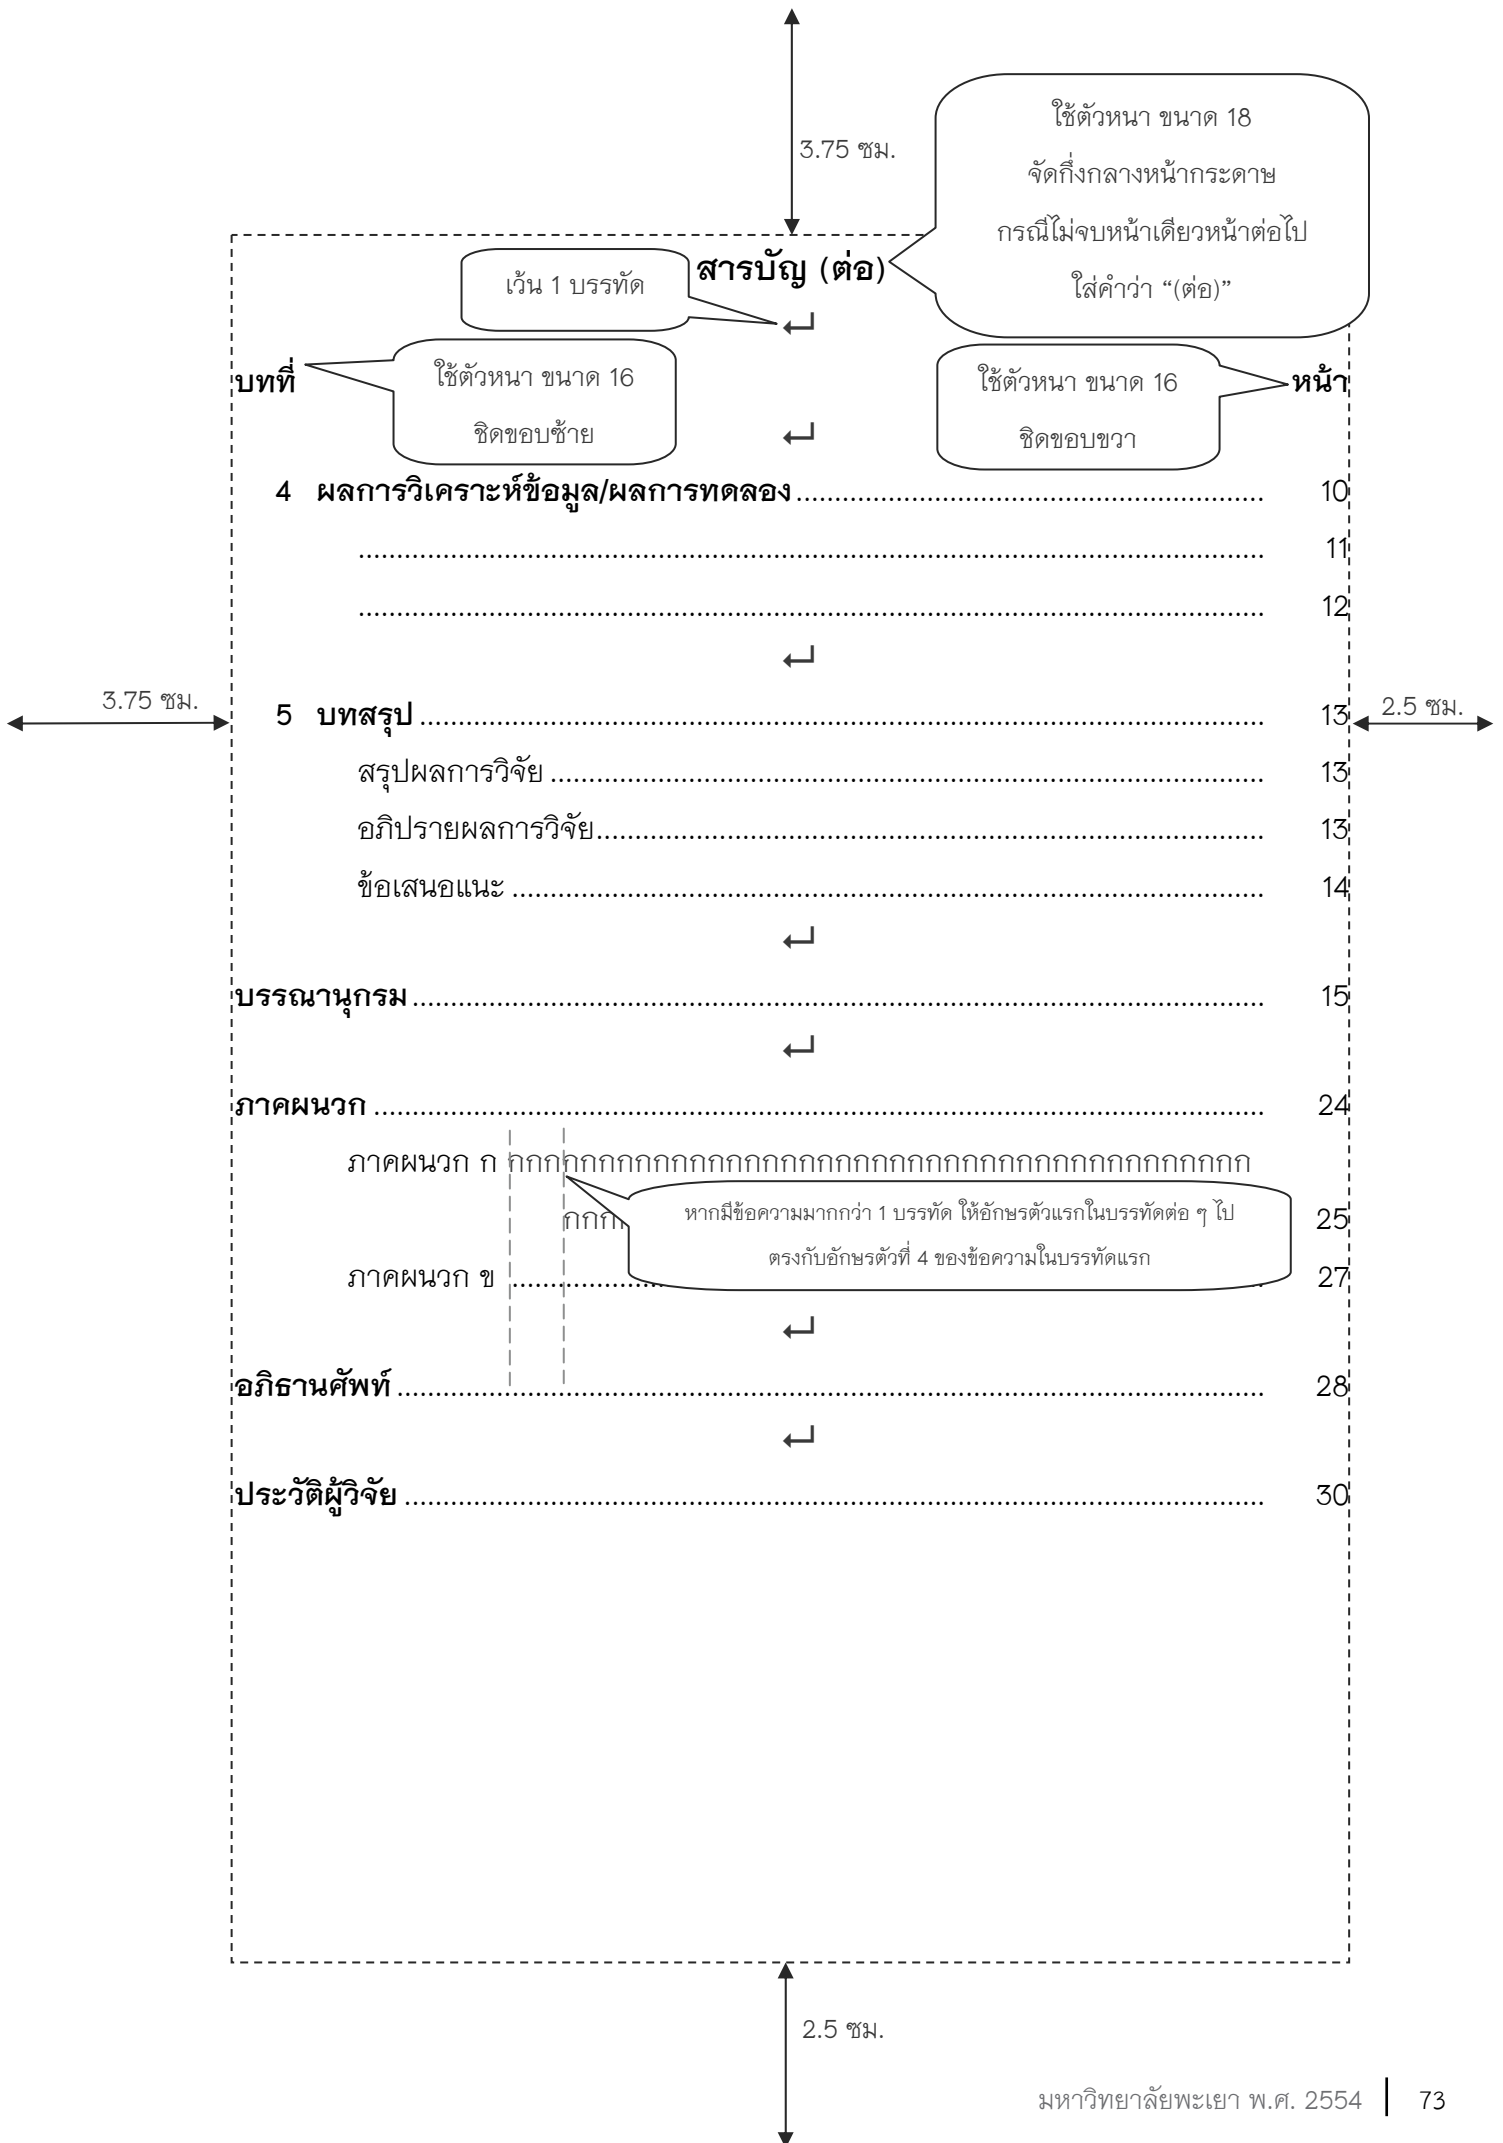 3.75 ซม.
ใช้ตัวหนา ขนาด 18
จัดกึ่งกลางหน้ากระดาษ
กรณีไม่จบหน้าเดียวหน้าต่อไป
ใส่คำว่า “(ต่อ)”
สารบัญ (ต่อ)
เว้น 1 บรรทัด
บทที่
ใช้ตัวหนา ขนาด 16
ชิดขอบซ้าย
ใช้ตัวหนา ขนาด 16
ชิดขอบขวา
หน้า
4 ผลการวิเคราะห์ข้อมูล/ผลการทดลอง............................................................. 10
....................................................................................................................... 11
....................................................................................................................... 12
3.75 ซม.
5 บทสรุป ............................................................................................................... 13
2.5 ซม.
สรุปผลการวิจัย .............................................................................................. 13
อภิปรายผลการวิจัย........................................................................................ 13
ข้อเสนอแนะ ................................................................................................... 14
บรรณานุกรม ................................................................................................................ 15
ภาคผนวก ..................................................................................................................... 24
ภาคผนวก ก กกกกกกกกกกกกกกกกกกกกกกกกกกกกกกกกกกกกกกกกก
กกก 25
หากมีข้อความมากกว่า 1 บรรทัด ให้อักษรตัวแรกในบรรทัดต่อ ๆ ไป
ตรงกับอักษรตัวที่ 4 ของข้อความในบรรทัดแรก
ภาคผนวก ข .................... 27
อภิธานศัพท์ .................................................................................................................. 28
ประวัติผู้วิจัย ................................................................................................................. 30
2.5 ซม.
มหาวิทยาลัยพะเยา พ.ศ. 2554 | 73